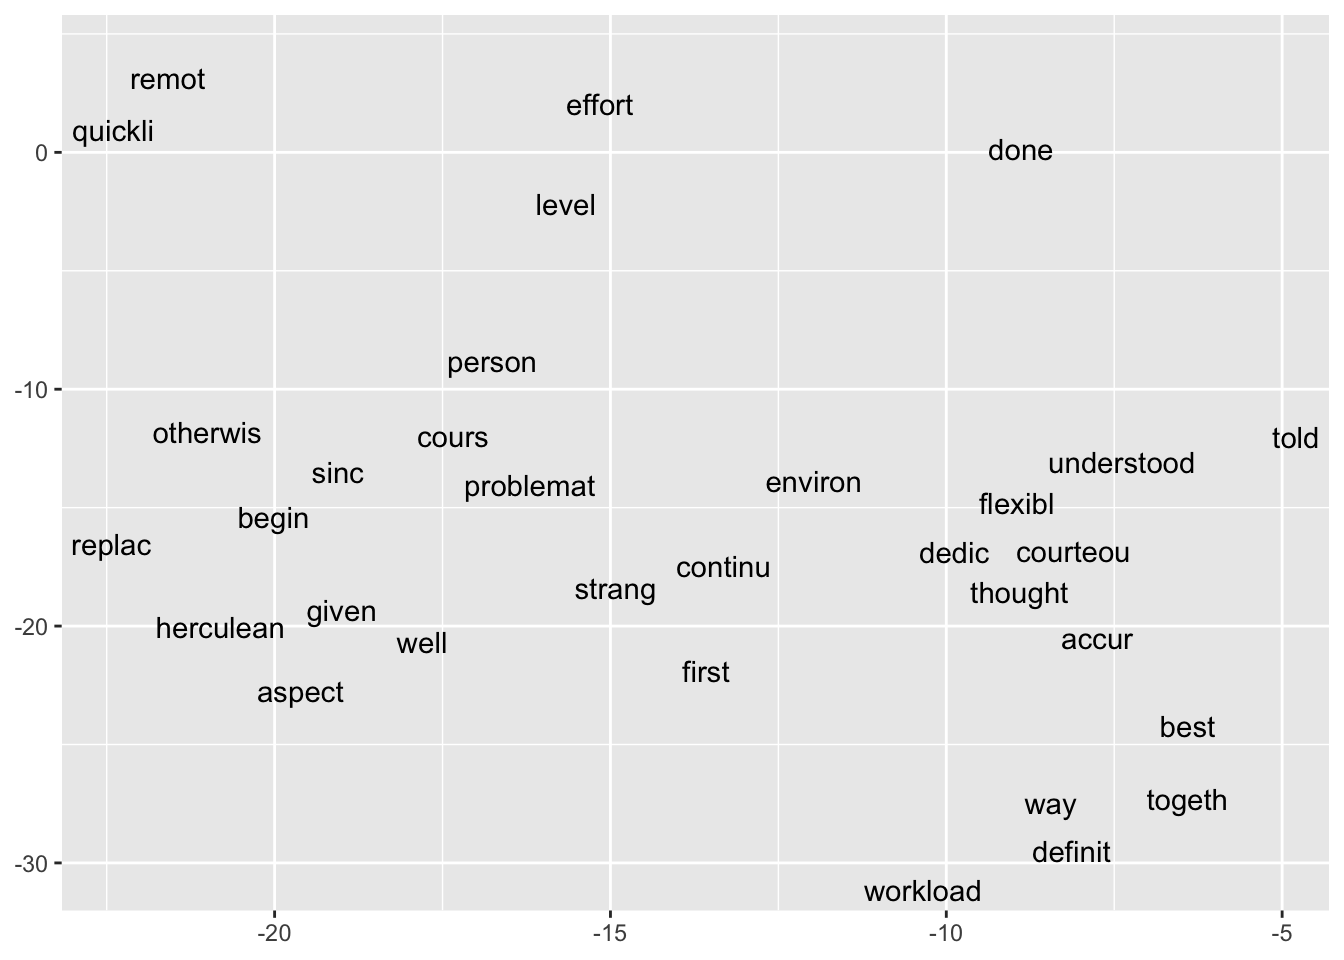 remot
effort
quickli
done
0
level
person
-10
otherwis
cours
told
understood
sinc
problemat
environ
flexibl
begin
replac
dedic
courteou
continu
strang
thought
given
herculean
-20
well
accur
first
aspect
best
way
togeth
definit
-30
workload
-20
-15
-10
-5